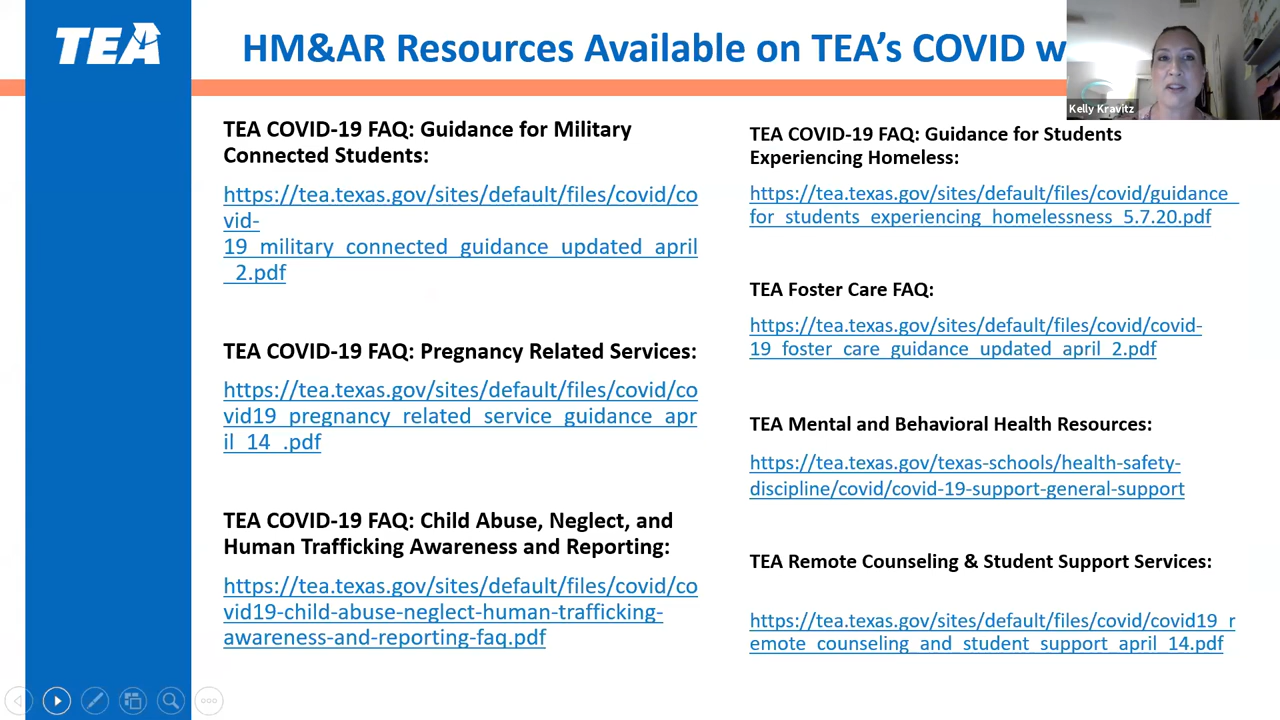 TEA
HM&AR Resources Available on TEA's COVID w
Kelly Kravitz
TEA COVID-19 FAQ: Guidance for Military
Connected Students:
https://tea.texas.gov/sites/default/files/covid/co
vid-
19_military_connected_guidance_updated_april
_2.pdf
TEA COVID-19 FAQ: Pregnancy Related Services:
https://tea.texas.gov/sites/default/files/covid/co
vid19_pregnancy_related_service_guidance_apr
il_14_.pdf
TEA COVID-19 FAQ: Child Abuse, Neglect, and
Human Trafficking Awareness and Reporting:
https://tea.texas.gov/sites/default/files/covid/co
vid19-child-abuse-neglect-human-trafficking-
awareness-and-reporting-faq.pdf
TEA COVID-19 FAQ: Guidance for Students
Experiencing Homeless:
https://tea.texas.gov/sites/default/files/covid/guidance_
for_students_experiencing_homelessness_5.7.20.pdf
TEA Foster Care FAQ:
https://tea.texas.gov/sites/default/files/covid/covid-
19_foster_care_guidance_updated_april_2.pdf
TEA Mental and Behavioral Health Resources:
https://tea.texas.gov/texas-schools/health-safety-
discipline/covid/covid-19-support-general-support
TEA Remote Counseling & Student Support Services:
https://tea.texas.gov/sites/default/files/covid/covid19_r
emote_counseling_and_student_support_april_14.pdf